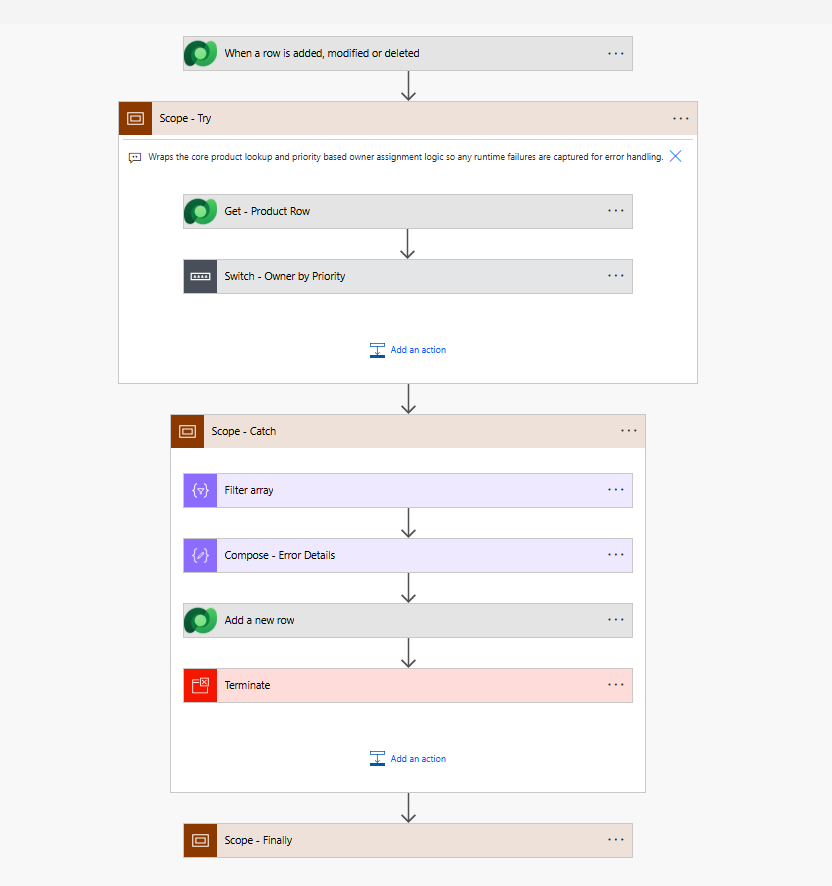 When a row is added, modified or deleted
Scope - Try
Wraps the core product lookup and priority based owner assignment logic so any runtime failures are captured for error handling.
Get - Product Row
Switch - Owner by Priority
Add an action
Scope - Catch
Filter array
Compose - Error Details
Add a new row
Terminate
Add an action
Scope - Finally